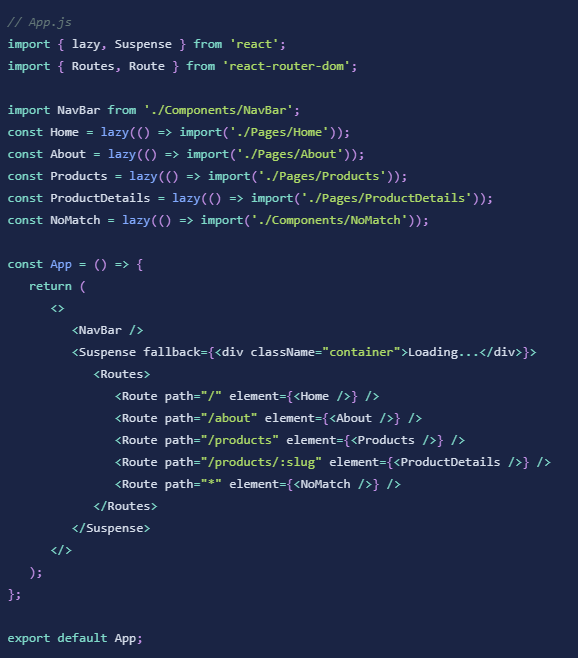 // App.js
import { lazy, Suspense } from 'react';
import { Routes, Route } from 'react-router-dom';

import NavBar from './Components/NavBar';
const Home = lazy(() => import('./Pages/Home'));
const About = lazy(() => import('./Pages/About'));
const Products = lazy(() => import('./Pages/Products'));
const ProductDetails = lazy(() => import('./Pages/ProductDetails'));
const NoMatch = lazy(() => import('./Components/NoMatch'));

const App = () => {
   return (
      <>
         <NavBar />
         <Suspense fallback={<div className="container">Loading...</div>}>
            <Routes>
               <Route path="/" element={<Home />} />
               <Route path="/about" element={<About />} />
               <Route path="/products" element={<Products />} />
               <Route path="/products/:slug" element={<ProductDetails />} />
               <Route path="*" element={<NoMatch />} />
            </Routes>
         </Suspense>
      </>
   );
};

export default App;